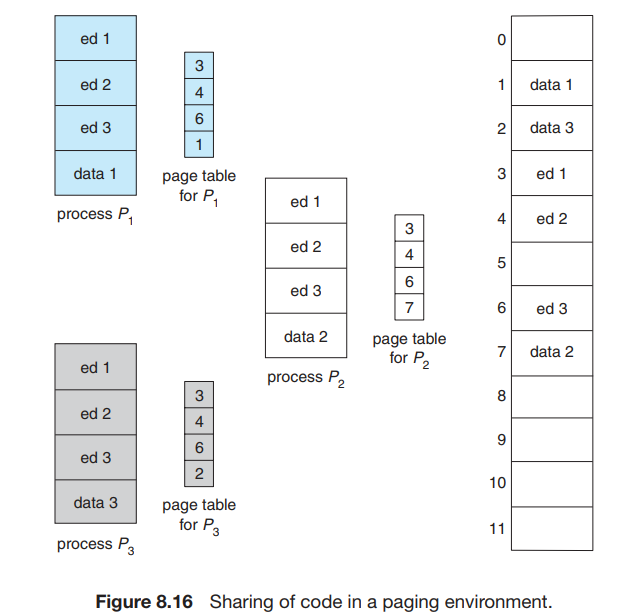 ed 1
ed 2
ed 3
data 1
process P1
3
4
6
1
page table
for P1
ed 1
ed 2
ed 3
data 2
process P2
3
4
6
7
page table
for P2
ed 1
ed 2
ed 3
data 3
process P3
3
4
6
2
page table
for P3
0
1 data 1
2 data 3
3 ed 1
4 ed 2
5
6 ed 3
7 data 2
8
9
10
11
Figure 8.16 Sharing of code in a paging environment.